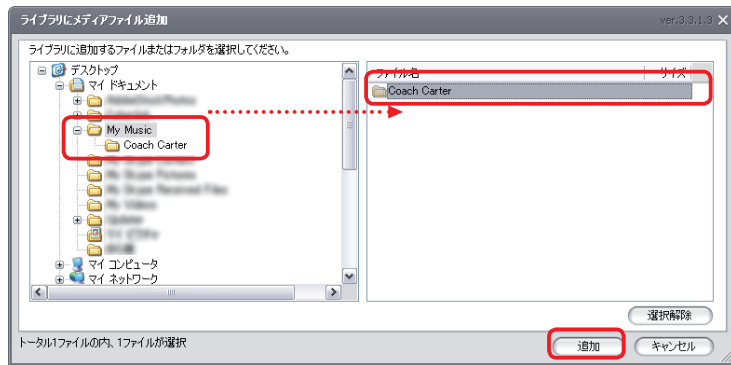 ライブラリにメディアファイル追加
ver.3.3.1.3
ライブラリに追加するファイルまたはフォルダを選択してください。
デスクトップ
マイ ドキュメント
My Music
Coach Carter
マイ コンピュータ
マイ ネットワーク
ファイル名
サイズ
Coach Carter
選択解除
トータル1ファイルの内、1ファイルが選択
追加
キャンセル